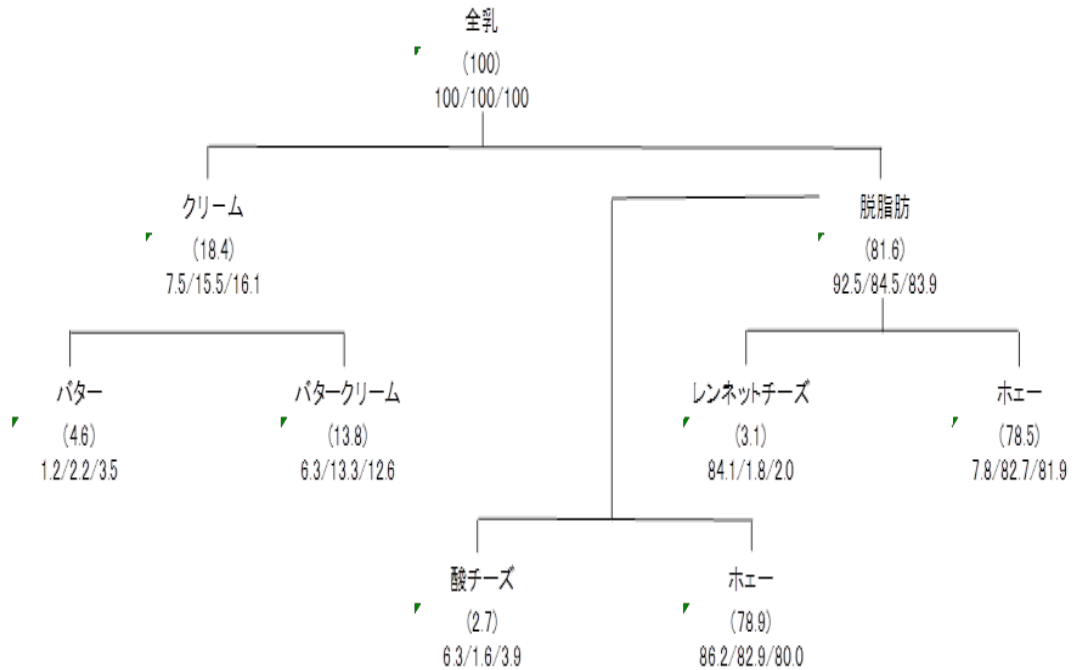 全乳
(100)
100/100/100
クリーム
(18.4)
7.5/15.5/16.1
脱脂肪
(81.6)
92.5/84.5/83.9
バター
(4.6)
1.2/2.2/3.5
バタークリーム
(13.8)
6.3/13.3/12.6
レンネットチーズ
(3.1)
84.1/1.8/2.0
ホエー
(78.5)
7.8/82.7/81.9
酸チーズ
(2.7)
6.3/1.6/3.9
ホエー
(78.9)
86.2/82.9/80.0